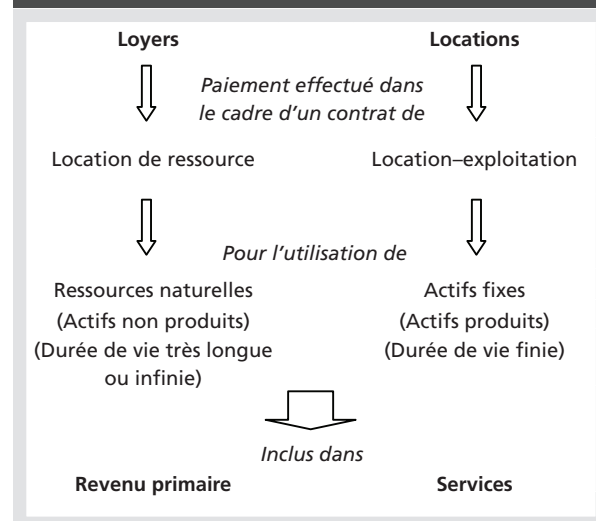 Loyers Locations
Paiement effectué dans
le cadre d'un contrat de
Location de ressource Location–exploitation
Pour l'utilisation de
Ressources naturelles Actifs fixes
(Actifs non produits) (Actifs produits)
(Durée de vie très longue (Durée de vie finie)
ou infinie)
Inclus dans
Revenu primaire Services